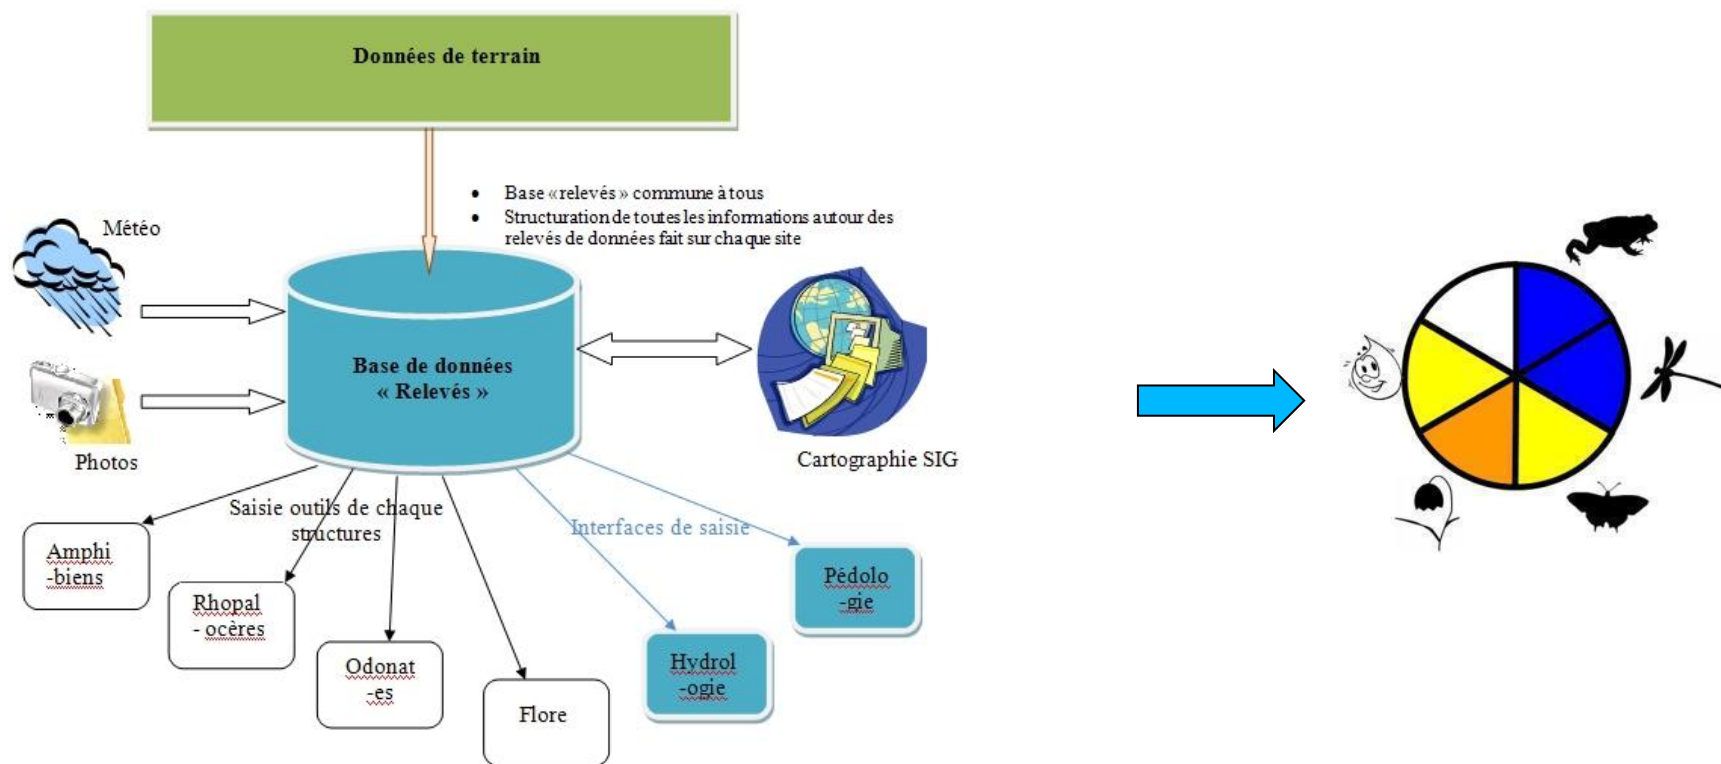 Données de terrain
• Base « relevés » commune à tous
• Structuration de toutes les informations autour des
relevés de données fait sur chaque site
Météo
Photos
Base de données
« Relevés »
Cartographie SIG
Saisie outils de chaque
structures
Interfaces de saisie
Amphi
-biens
Rhopal
- ocères
Odonat
-es
Flore
Hydrol
-ogie
Pédolo
-gie